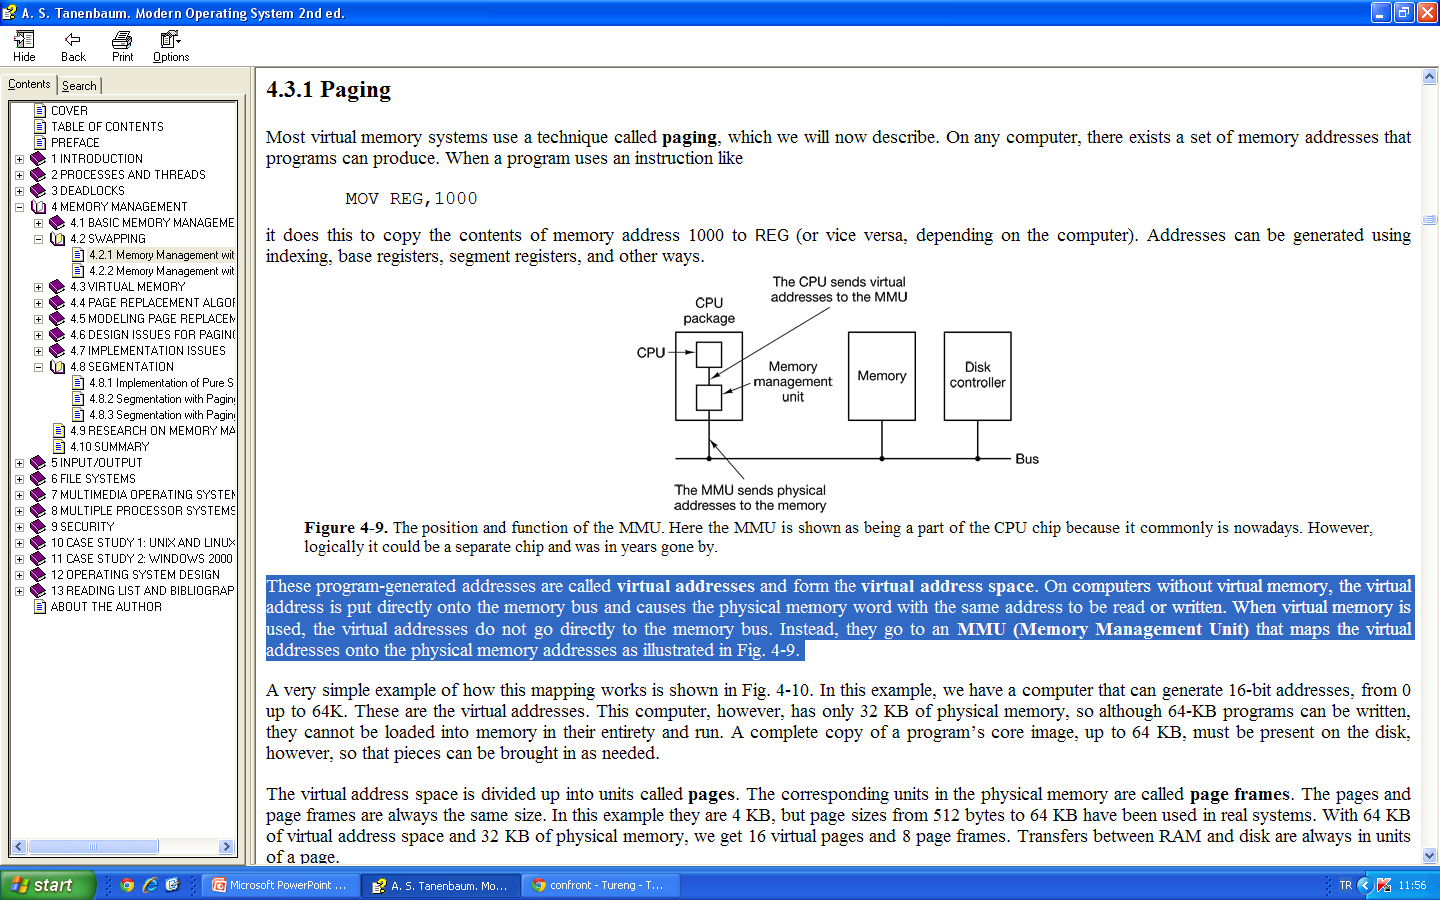 A. S. Tanenbaum. Modern Operating System 2nd ed.
Hide Back Print Options
Contents Search
COVER
TABLE OF CONTENTS
PREFACE
1 INTRODUCTION
2 PROCESSES AND THREADS
3 DEADLOCKS
4 MEMORY MANAGEMENT
4.1 BASIC MEMORY MANAGEME
4.2 SWAPPING
4.2.1 Memory Management wit
4.2.2 Memory Management wit
4.3 VIRTUAL MEMORY
4.4 PAGE REPLACEMENT ALGOR
4.5 MODELING PAGE REPLACEM
4.6 DESIGN ISSUES FOR PAGING
4.7 IMPLEMENTATION ISSUES
4.8 SEGMENTATION
4.8.1 Implementation of Pure S
4.8.2 Segmentation with Paging
4.8.3 Segmentation with Paging
4.9 RESEARCH ON MEMORY MA
4.10 SUMMARY
5 INPUT/OUTPUT
6 FILE SYSTEMS
7 MULTIMEDIA OPERATING SYSTEM
8 MULTIPLE PROCESSOR SYSTEMS
9 SECURITY
10 CASE STUDY 1: UNIX AND LINUX
11 CASE STUDY 2: WINDOWS 2000
12 OPERATING SYSTEM DESIGN
13 READING LIST AND BIBLIOGRAP
ABOUT THE AUTHOR
4.3.1 Paging
Most virtual memory systems use a technique called paging, which we will now describe. On any computer, there exists a set of memory addresses that
programs can produce. When a program uses an instruction like
MOV REG,1000
it does this to copy the contents of memory address 1000 to REG (or vice versa, depending on the computer). Addresses can be generated using
indexing, base registers, segment registers, and other ways.
The CPU sends virtual
addresses to the MMU
CPU
package
CPU
Memory
management
unit
Memory
Disk
controller
Bus
The MMU sends physical
addresses to the memory
Figure 4-9. The position and function of the MMU. Here the MMU is shown as being a part of the CPU chip because it commonly is nowadays. However,
logically it could be a separate chip and was in years gone by.
These program-generated addresses are called virtual addresses and form the virtual address space. On computers without virtual memory, the virtual
address is put directly onto the memory bus and causes the physical memory word with the same address to be read or written. When virtual memory is
used, the virtual addresses do not go directly to the memory bus. Instead, they go to an MMU (Memory Management Unit) that maps the virtual
addresses onto the physical memory addresses as illustrated in Fig. 4-9.
A very simple example of how this mapping works is shown in Fig. 4-10. In this example, we have a computer that can generate 16-bit addresses, from 0
up to 64K. These are the virtual addresses. This computer, however, has only 32 KB of physical memory, so although 64-KB programs can be written,
they cannot be loaded into memory in their entirety and run. A complete copy of a program’s core image, up to 64 KB, must be present on the disk,
however, so that pieces can be brought in as needed.
The virtual address space is divided up into units called pages. The corresponding units in the physical memory are called page frames. The pages and
page frames are always the same size. In this example they are 4 KB, but page sizes from 512 bytes to 64 KB have been used in real systems. With 64 KB
of virtual address space and 32 KB of physical memory, we get 16 virtual pages and 8 page frames. Transfers between RAM and disk are always in units
of a page.
start Microsoft PowerPoint ... A. S. Tanenbaum. Mo... confront - Tureng - T... TR 11:56